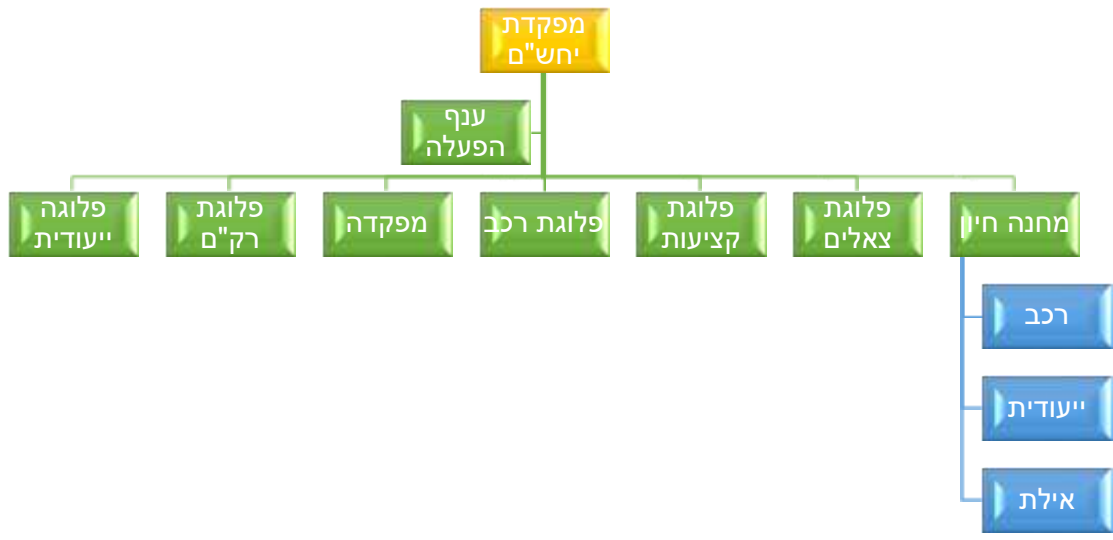 מפקדת
יחש"ם
ענף
הפעלה
מחנה חיון
פלוגת
צאלים
פלוגת
קציעות
פלוגת רכב
מפקדה
פלוגת
רק"ם
פלוגה
ייעודית
רכב
ייעודית
אילת